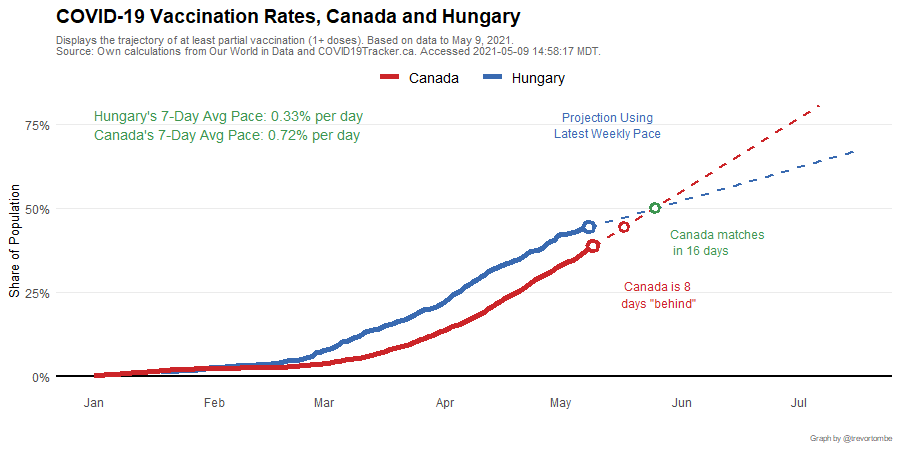 COVID-19 Vaccination Rates, Canada and Hungary
Displays the trajectory of at least partial vaccination (1+ doses). Based on data to May 9, 2021.
Source: Own calculations from Our World in Data and COVID19Tracker.ca. Accessed 2021-05-09 14:58:17 MDT.
Canada
Hungary
Hungary's 7-Day Avg Pace: 0.33% per day
Canada's 7-Day Avg Pace: 0.72% per day
Projection Using
Latest Weekly Pace
75%
50%
25%
0%
Share of Population
Canada matches
in 16 days
Canada is 8
days "behind"
Jan
Feb
Mar
Apr
May
Jun
Jul
Graph by @trevortombe